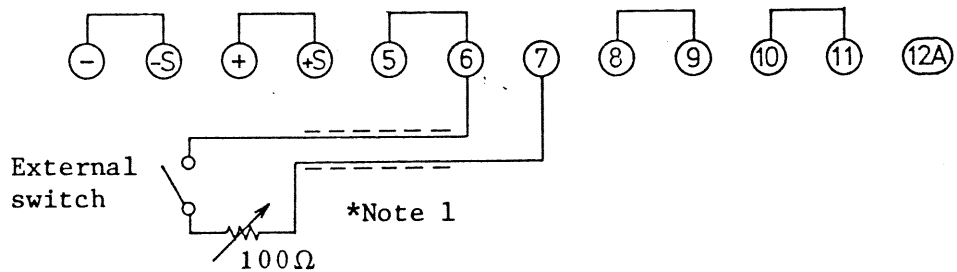 - -S + +S 5 6 7 8 9 10 11 12A
External
switch
*Note 1
100Ω